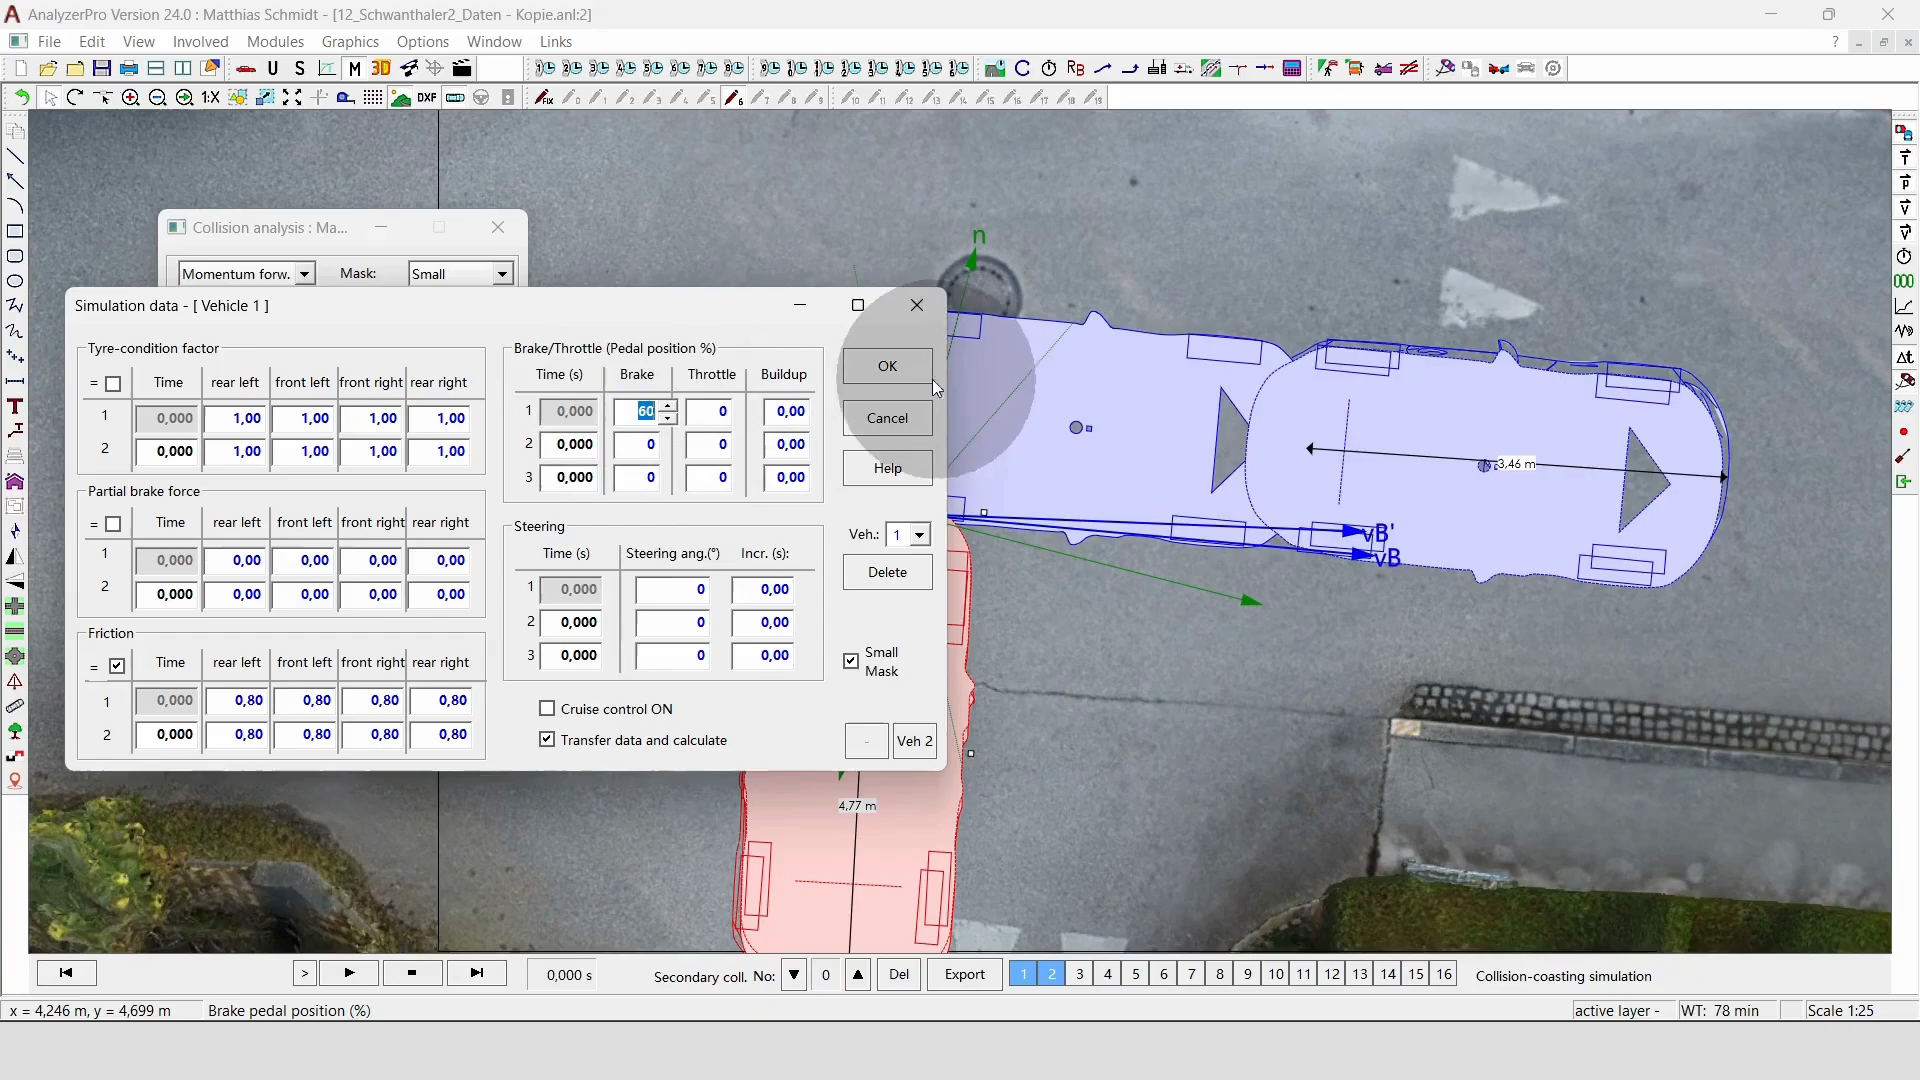 AnalyzerPro Version 24.0 : Matthias Schmidt - [12_Schwanthaler2_Daten - Kopie.anl:2]
File Edit View Involved Modules Graphics Options Window Links
U S M 3D RB
1:X DXF FIX
n
Collision analysis : Ma...
Momentum forw. Mask: Small
Simulation data - [ Vehicle 1 ]
Tyre-condition factor
= Time rear left front left front right rear right
1 0,000 1,00 1,00 1,00 1,00
2 0,000 1,00 1,00 1,00 1,00
Partial brake force
= Time rear left front left front right rear right
1 0,000 0,00 0,00 0,00 0,00
2 0,000 0,00 0,00 0,00 0,00
Friction
= Time rear left front left front right rear right
1 0,000 0,80 0,80 0,80 0,80
2 0,000 0,80 0,80 0,80 0,80
Brake/Throttle (Pedal position %)
Time (s) Brake Throttle Buildup
1 0,000 60 0 0,00
2 0,000 0 0 0,00
3 0,000 0 0 0,00
Steering
Time (s) Steering ang.(°) Incr. (s):
1 0,000 0 0,00
2 0,000 0 0,00
3 0,000 0 0,00
Cruise control ON
Transfer data and calculate
OK
Cancel
Help
Veh.: 1
Delete
Small
Mask
- Veh 2
3,46 m
vB'
vB
4,77 m
> 0,000 s Secondary coll. No: 0 Del Export 1 2 3 4 5 6 7 8 9 10 11 12 13 14 15 16 Collision-coasting simulation
x = 4,246 m, y = 4,699 m Brake pedal position (%) active layer - WT: 78 min Scale 1:25